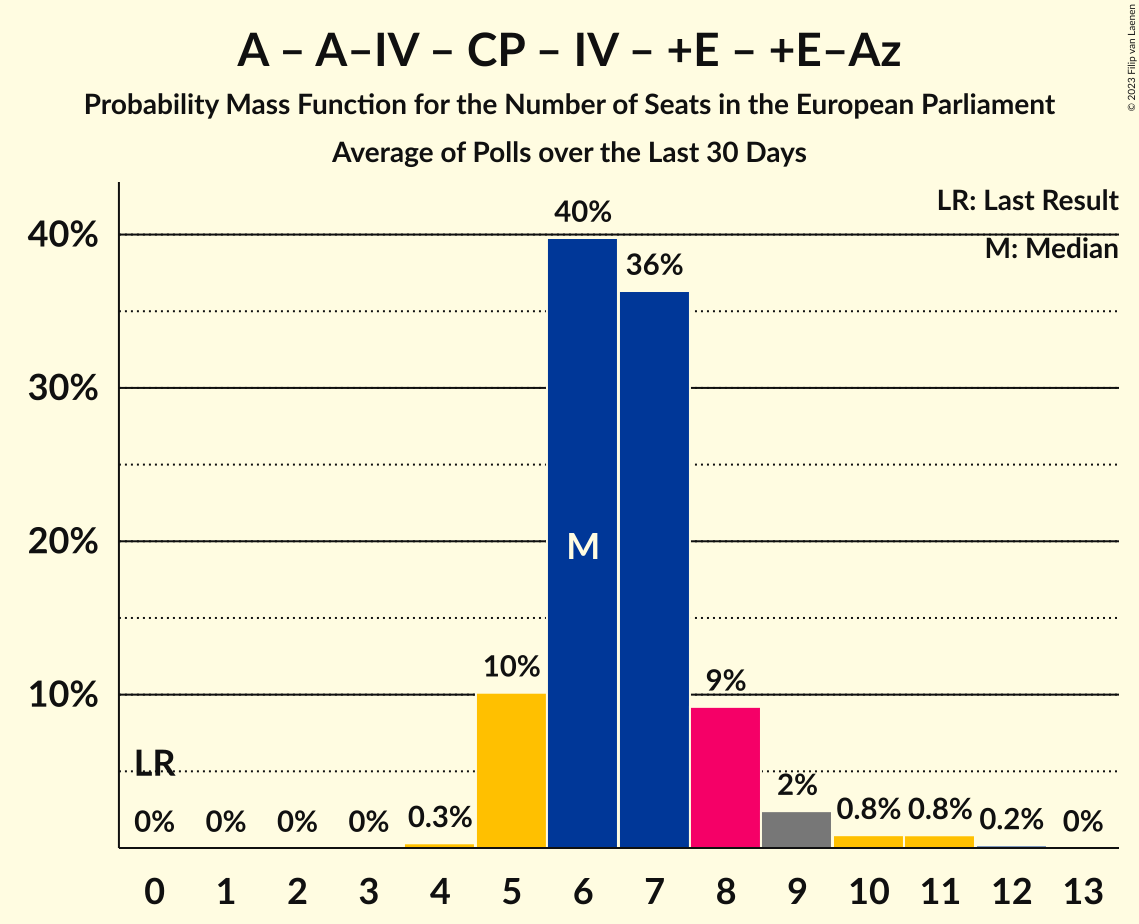 A – A–IV – CP – IV – +E – +E–Az
Probability Mass Function for the Number of Seats in the European Parliament
Average of Polls over the Last 30 Days
© 2023 Filip van Laenen
LR: Last Result
M: Median
40%
30%
20%
10%
LR
0%
0%
0%
0%
0.3%
10%
40%
M
36%
9%
2%
0.8%
0.8%
0.2%
0%
0 1 2 3 4 5 6 7 8 9 10 11 12 13